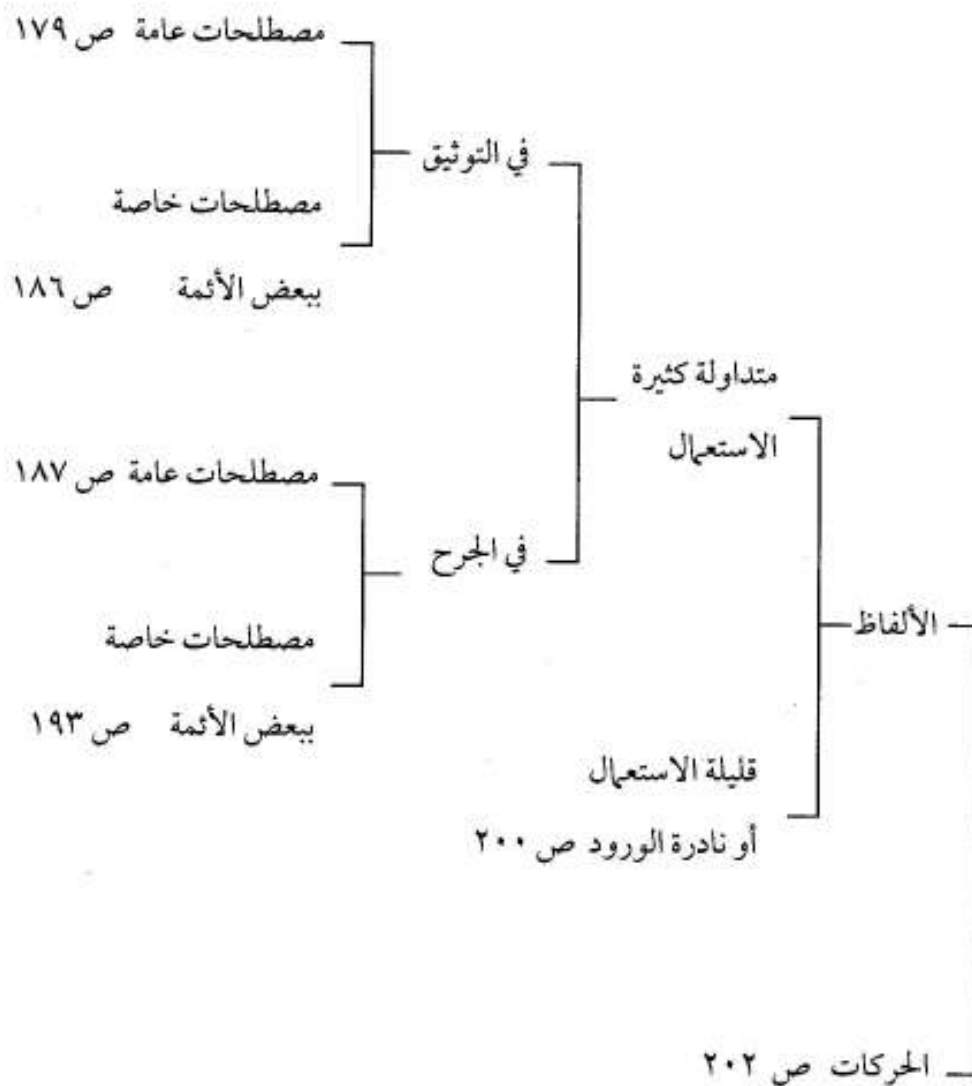 مصطلحات عامة ص ١٧٩
في التوثيق
مصطلحات خاصة
ببعض الأئمة ص ١٨٦
متداولة كثيرة
الاستعمال
مصطلحات عامة ص ١٨٧
في الجرح
الألفاظ
مصطلحات خاصة
ببعض الأئمة ص ١٩٣
قليلة الاستعمال
أو نادرة الورود ص ٢٠٠
الحركات ص ٢٠٢